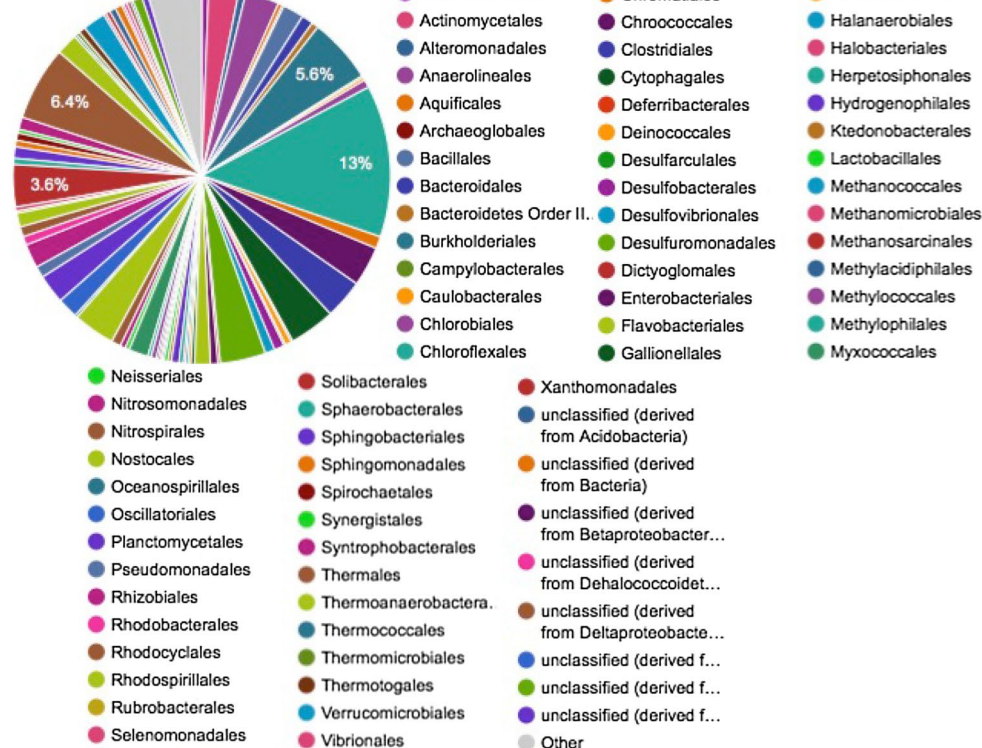 5.6%
6.4%
13%
3.6%
Actinomycetales
Alteromonadales
Anaerolineales
Aquificales
Archaeoglobales
Bacillales
Bacteroidales
Bacteroidetes Order II..
Burkholderiales
Campylobacterales
Caulobacterales
Chlorobiales
Chloroflexales
Chroococcales
Clostridiales
Cytophagales
Deferribacterales
Deinococcales
Desulfarculales
Desulfobacterales
Desulfovibrionales
Desulfuromonadales
Dictyoglomales
Enterobacteriales
Flavobacteriales
Gallionellales
Halanaerobiales
Halobacteriales
Herpetosiphonales
Hydrogenophilales
Ktedonobacterales
Lactobacillales
Methanococcales
Methanomicrobiales
Methanosarcinales
Methylacidiphilales
Methylococcales
Methylophilales
Myxococcales
Neisseriales
Nitrosomonadales
Nitrospirales
Nostocales
Oceanospirillales
Oscillatoriales
Planctomycetales
Pseudomonadales
Rhizobiales
Rhodobacterales
Rhodocyclales
Rhodospirillales
Rubrobacterales
Selenomonadales
Solibacterales
Sphaerobacterales
Sphingobacteriales
Sphingomonadales
Spirochaetales
Synergistales
Syntrophobacterales
Thermales
Thermoanaerobactera.
Thermococcales
Thermomicrobiales
Thermotogales
Verrucomicrobiales
Vibrionales
Xanthomonadales
unclassified (derived
from Acidobacteria)
unclassified (derived
from Bacteria)
unclassified (derived
from Betaproteobacter...
unclassified (derived
from Dehalococcoidet...
unclassified (derived
from Deltaproteobacte...
unclassified (derived f...
unclassified (derived f...
unclassified (derived f...
Other